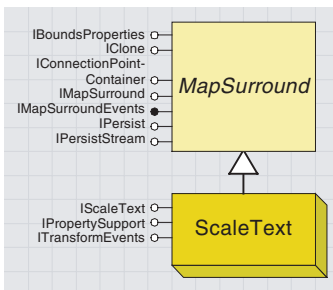 IBoundsProperties
IClone
IConnectionPoint-
Container
IMapSurround
IMapSurroundEvents
IPersist
IPersistStream
MapSurround
IScaleText
IPropertySupport
ITransformEvents
ScaleText